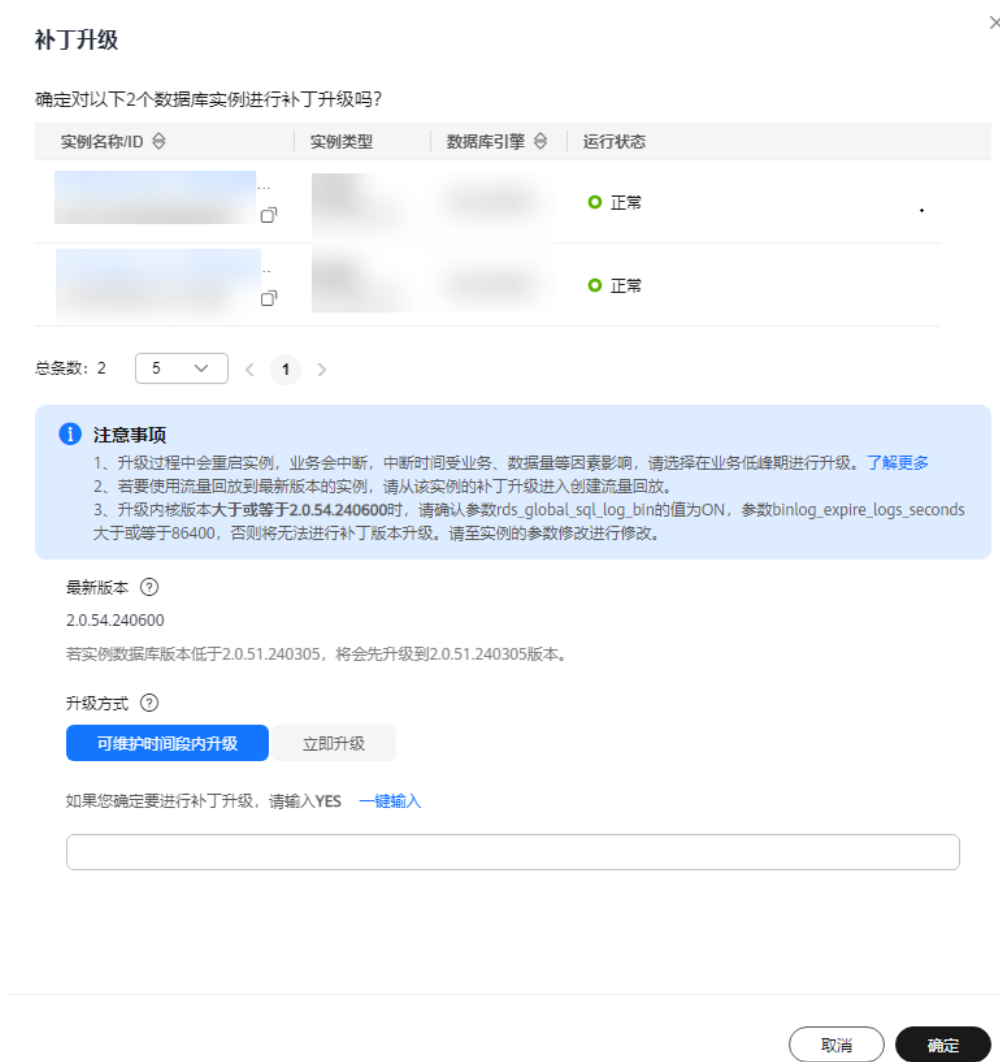 补丁升级
确定对以下2个数据库实例进行补丁升级吗？
实例名称/ID 实例类型 数据库引擎 运行状态
... 正常
.. 正常
总条数：2 5 1
注意事项
1、升级过程中会重启实例，业务会中断，中断时间受业务、数据量等因素影响，请选择在业务低峰期进行升级。了解更多
2、若要使用流量回放到最新版本的实例，请从该实例的补丁升级进入创建流量回放。
3、升级内核版本大于或等于2.0.54.240600时，请确认参数rds_global_sql_log_bin的值为ON，参数binlog_expire_logs_seconds
大于或等于86400，否则将无法进行补丁版本升级。请至实例的参数修改进行修改。
最新版本
2.0.54.240600
若实例数据库版本低于2.0.51.240305，将会先升级到2.0.51.240305版本。
升级方式
可维护时间段内升级 立即升级
如果您确定要进行补丁升级，请输入YES 一键输入
取消 确定